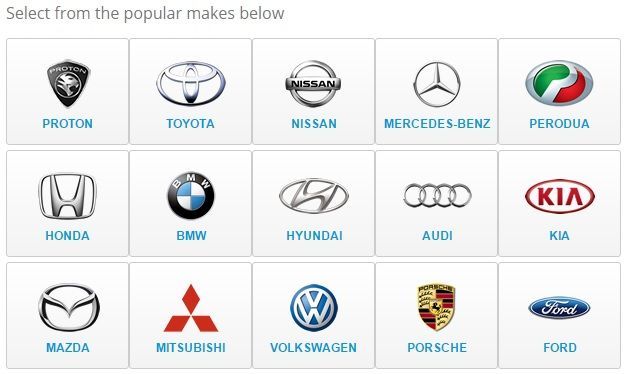 Select from the popular makes below
PROTON
NISSAN
PROTON TOYOTA NISSAN MERCEDES-BENZ PERODUA
BMW
KIA
HONDA BMW HYUNDAI AUDI KIA
PORSCHE
Ford
MAZDA MITSUBISHI VOLKSWAGEN PORSCHE FORD